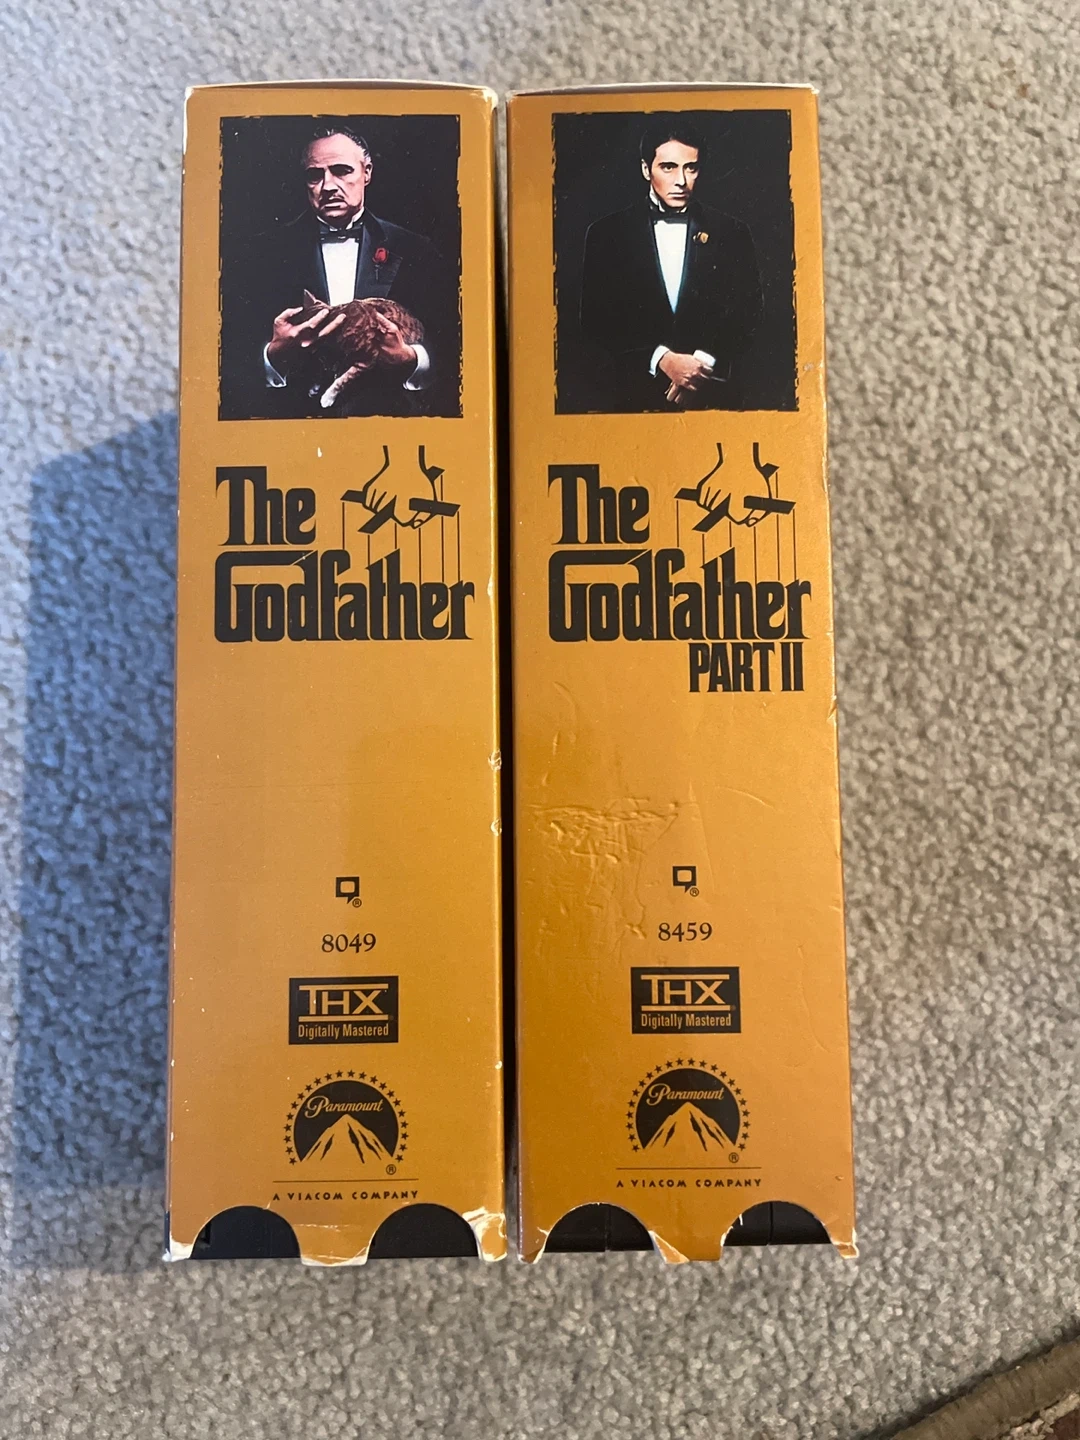 The
Godfather
®
8049
THX
Digitally Mastered
Paramount
®
A VIACOM COMPANY
The
Godfather
PART II
®
8459
THX
Digitally Mastered
Paramount
®
A VIACOM COMPANY